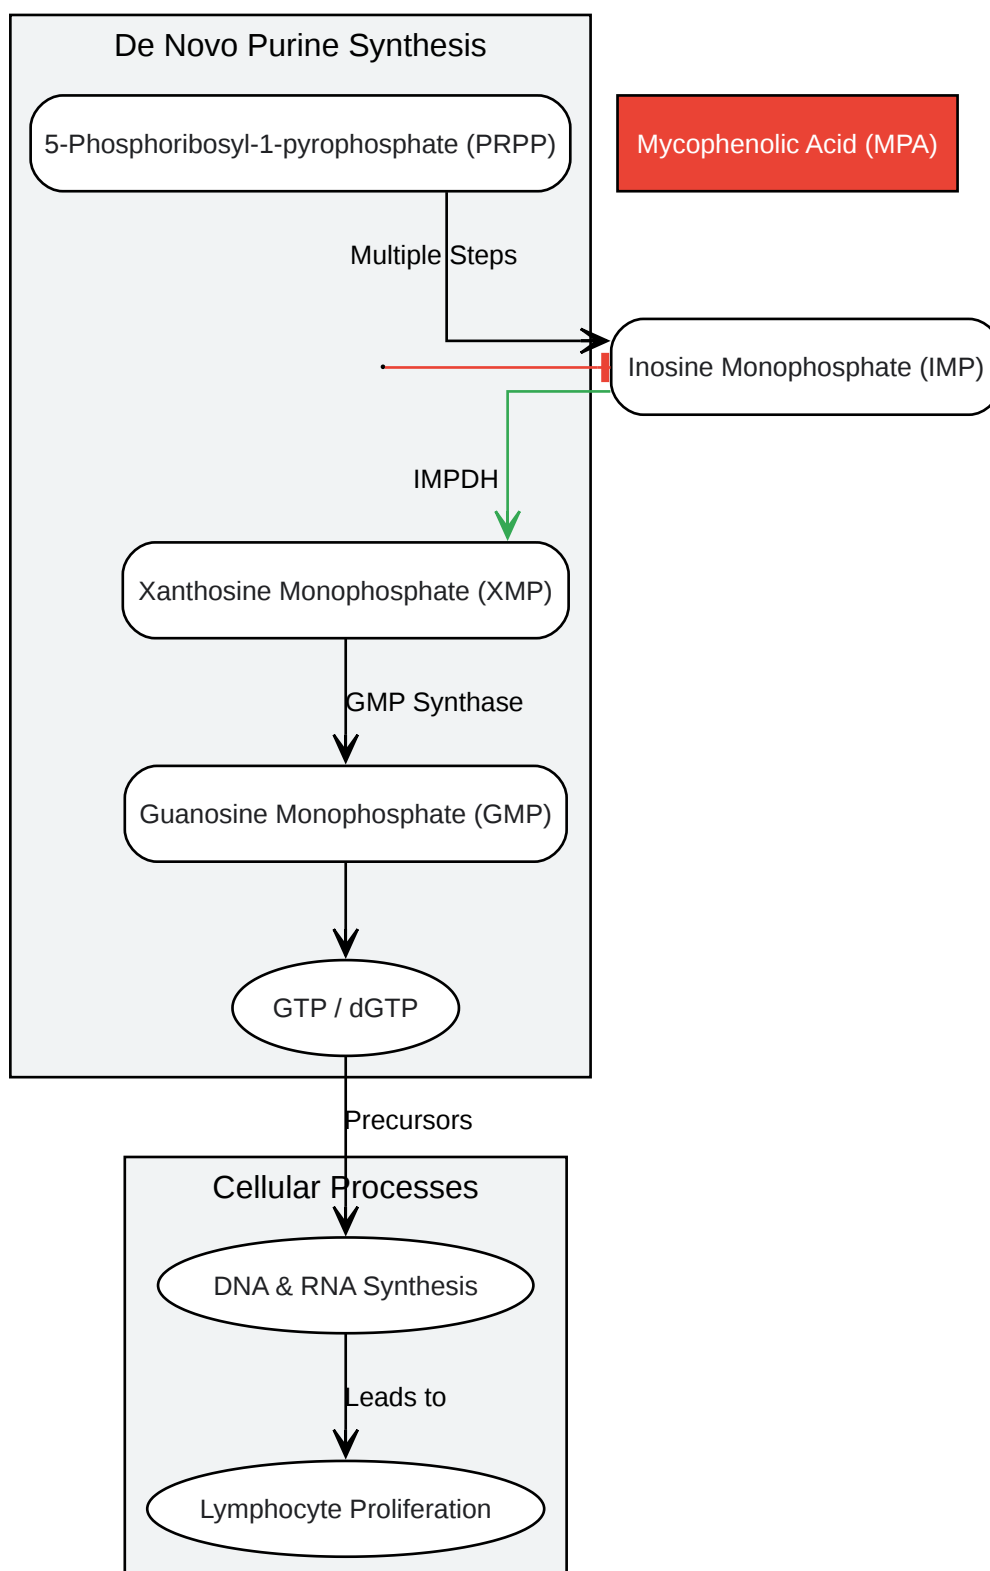 De Novo Purine Synthesis
5-Phosphoribosyl-1-pyrophosphate (PRPP)
Mycophenolic Acid (MPA)
Multiple Steps
Inosine Monophosphate (IMP)
IMPDH
Xanthosine Monophosphate (XMP)
GMP Synthase
Guanosine Monophosphate (GMP)
GTP / dGTP
Precursors
Cellular Processes
DNA & RNA Synthesis
Leads to
Lymphocyte Proliferation